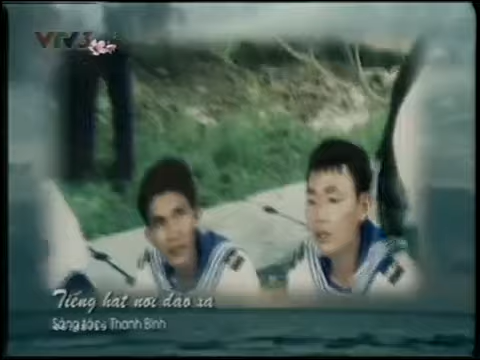 VTV3
Tiếng hát nơi đảo xa
Sáng tác: Thanh Bình